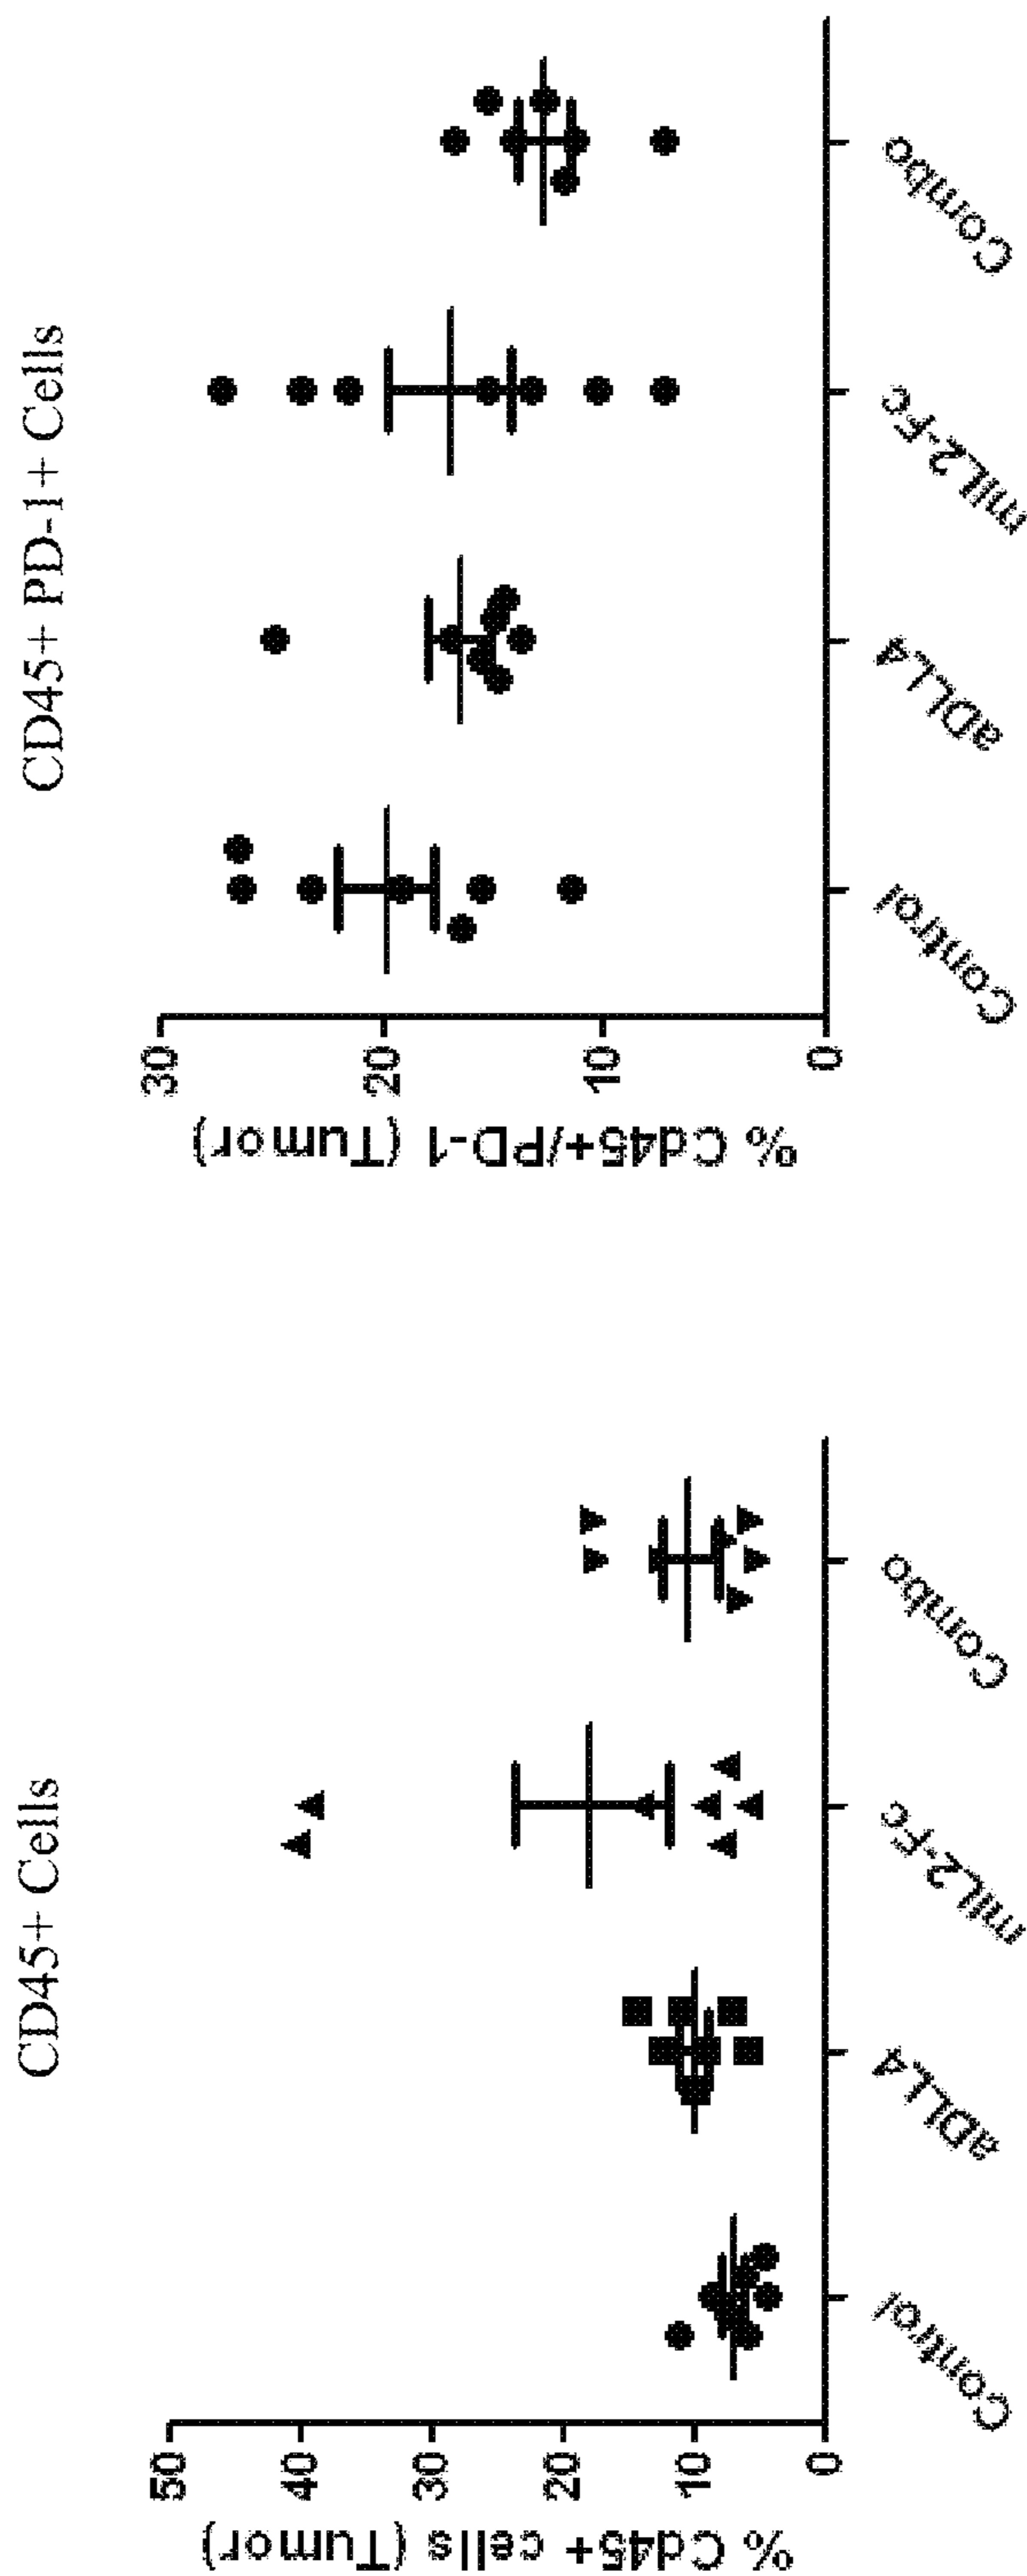 CD45+ Cells
% Cd45+ cells (Tumor)
50
40
30
20
10
0
Control
aDLL4
mIL2-Fc
Combo
CD45+ PD-1+ Cells
% Cd45+/PD-1 (Tumor)
30
20
10
0
Control
aDLL4
mIL2-Fc
Combo